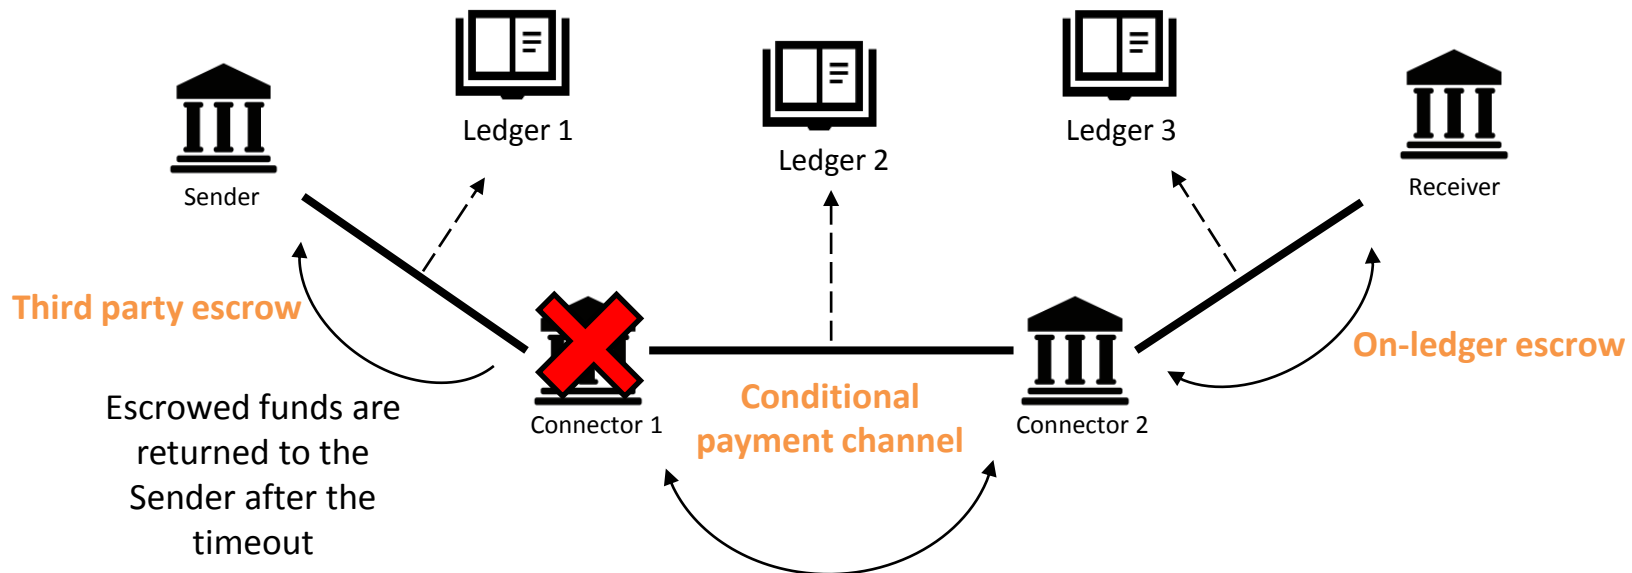 Ledger 1
Ledger 2
Ledger 3
Sender
Receiver
Third party escrow
On-ledger escrow
Connector 1
Conditional
payment channel
Connector 2
Escrowed funds are
returned to the
Sender after the
timeout